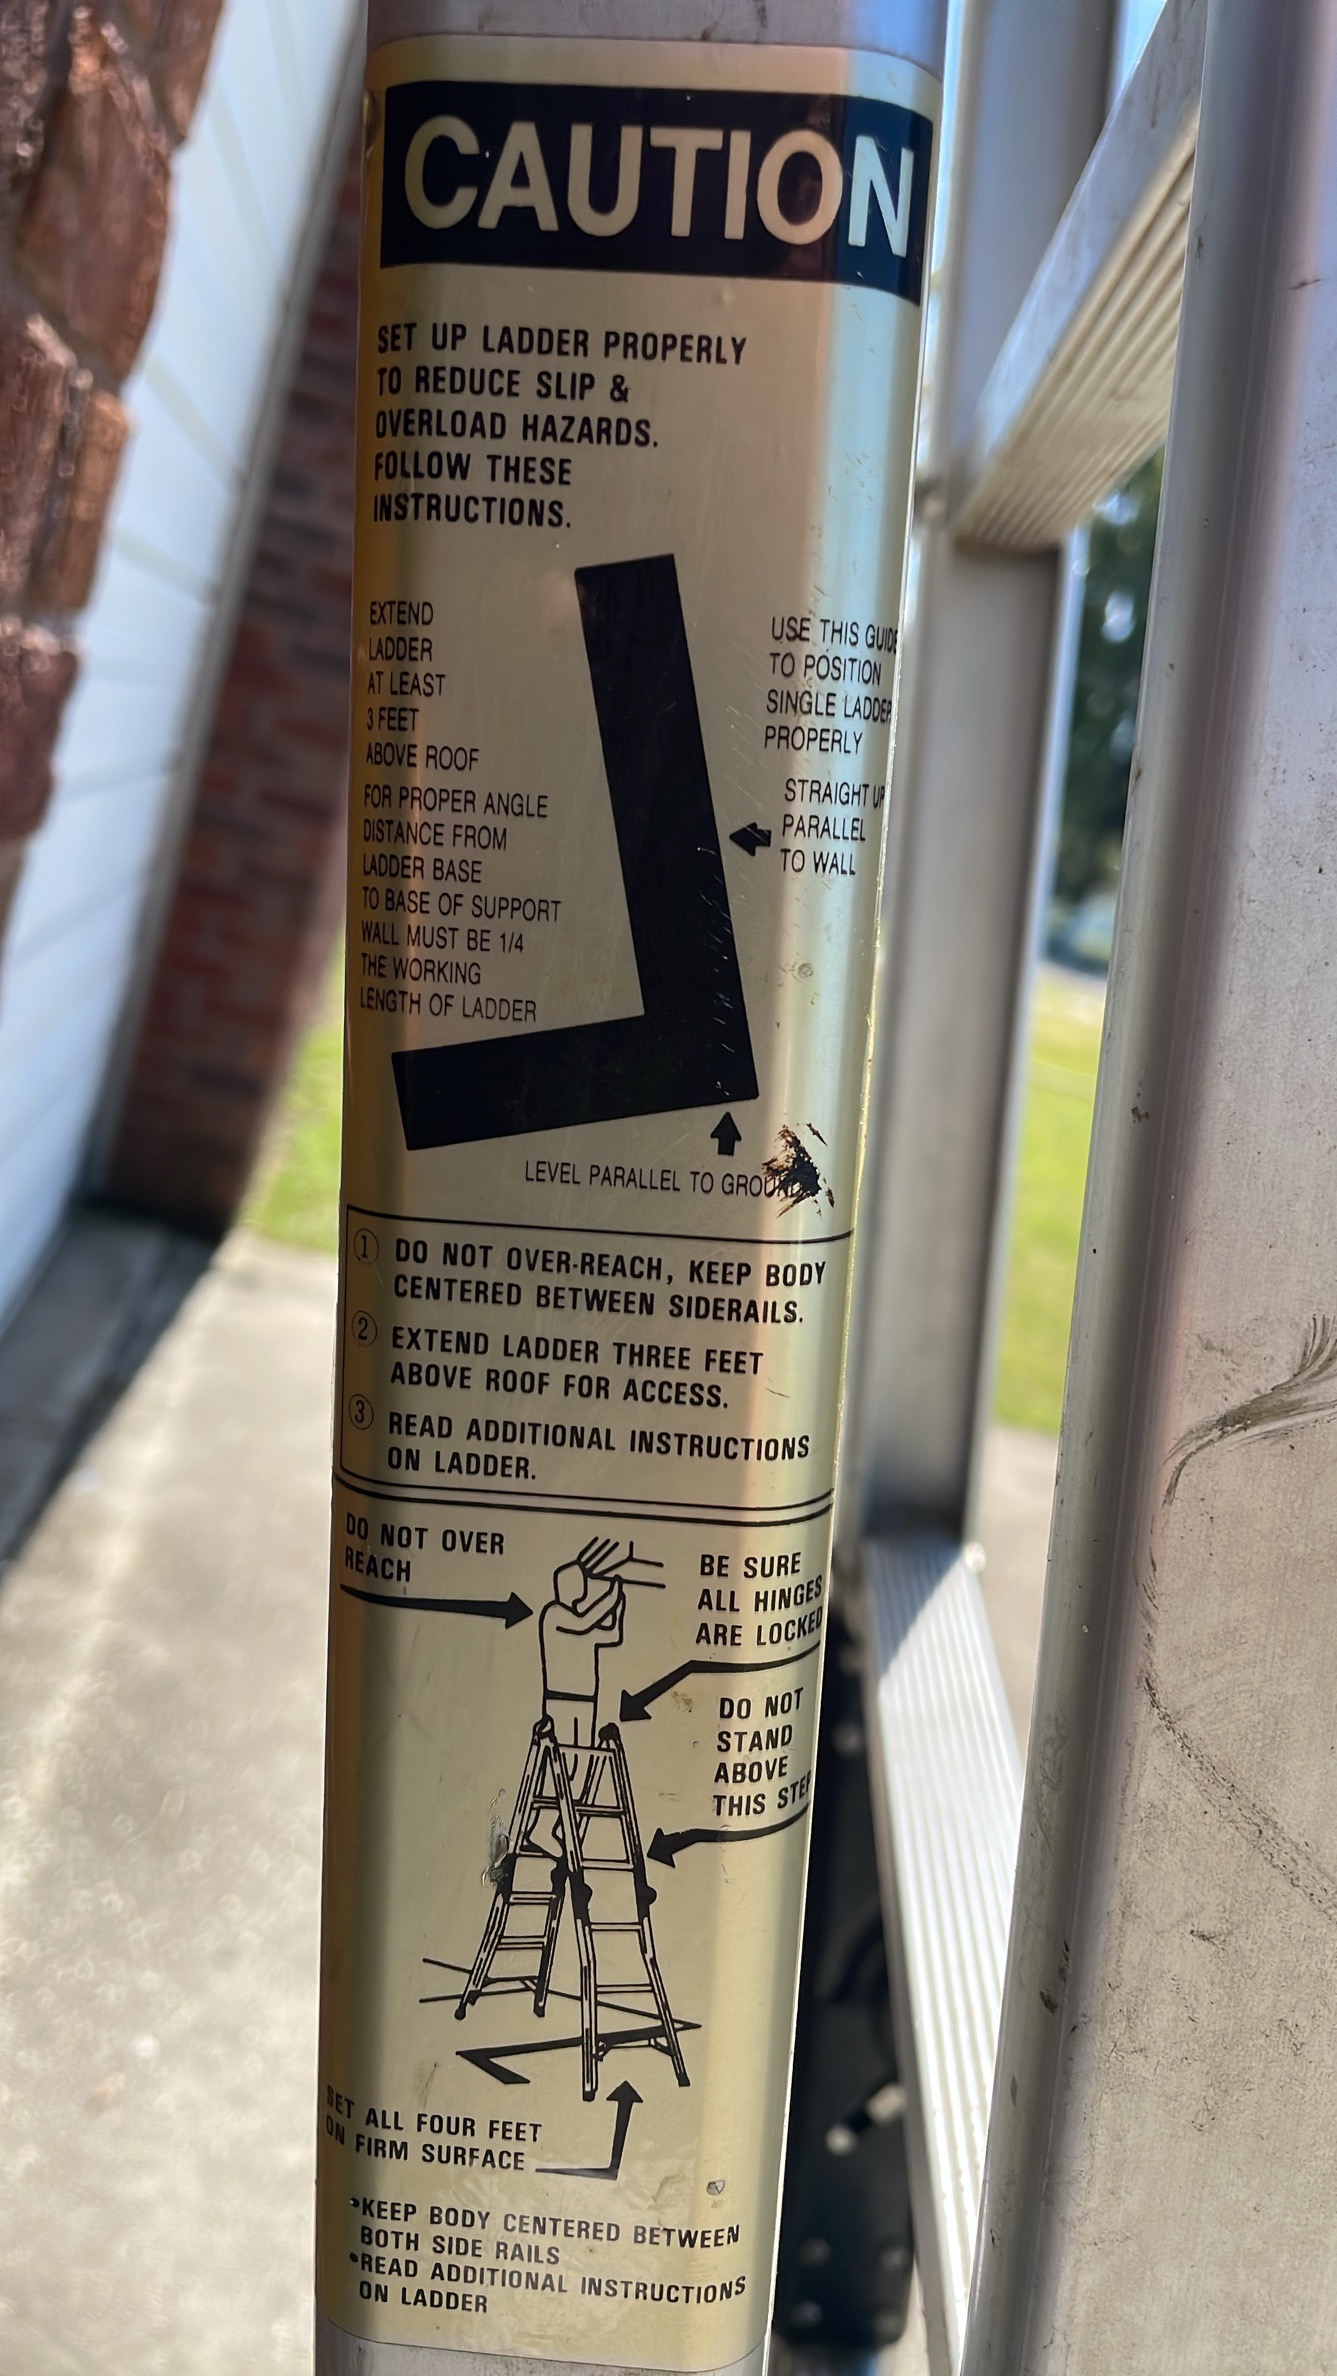 CAUTION
SET UP LADDER PROPERLY
TO REDUCE SLIP &
OVERLOAD HAZARDS.
FOLLOW THESE
INSTRUCTIONS.
EXTEND
LADDER
AT LEAST
3 FEET
ABOVE ROOF
FOR PROPER ANGLE
DISTANCE FROM
LADDER BASE
TO BASE OF SUPPORT
WALL MUST BE 1/4
THE WORKING
LENGTH OF LADDER
USE THIS GUIDE
TO POSITION
SINGLE LADDER
PROPERLY
STRAIGHT UP
PARALLEL
TO WALL
LEVEL PARALLEL TO GROUND
1 DO NOT OVER-REACH, KEEP BODY
CENTERED BETWEEN SIDERAILS.
2 EXTEND LADDER THREE FEET
ABOVE ROOF FOR ACCESS.
3 READ ADDITIONAL INSTRUCTIONS
ON LADDER.
DO NOT OVER
REACH
BE SURE
ALL HINGES
ARE LOCKED
DO NOT
STAND
ABOVE
THIS STEP
SET ALL FOUR FEET
ON FIRM SURFACE
•KEEP BODY CENTERED BETWEEN
BOTH SIDE RAILS
•READ ADDITIONAL INSTRUCTIONS
ON LADDER